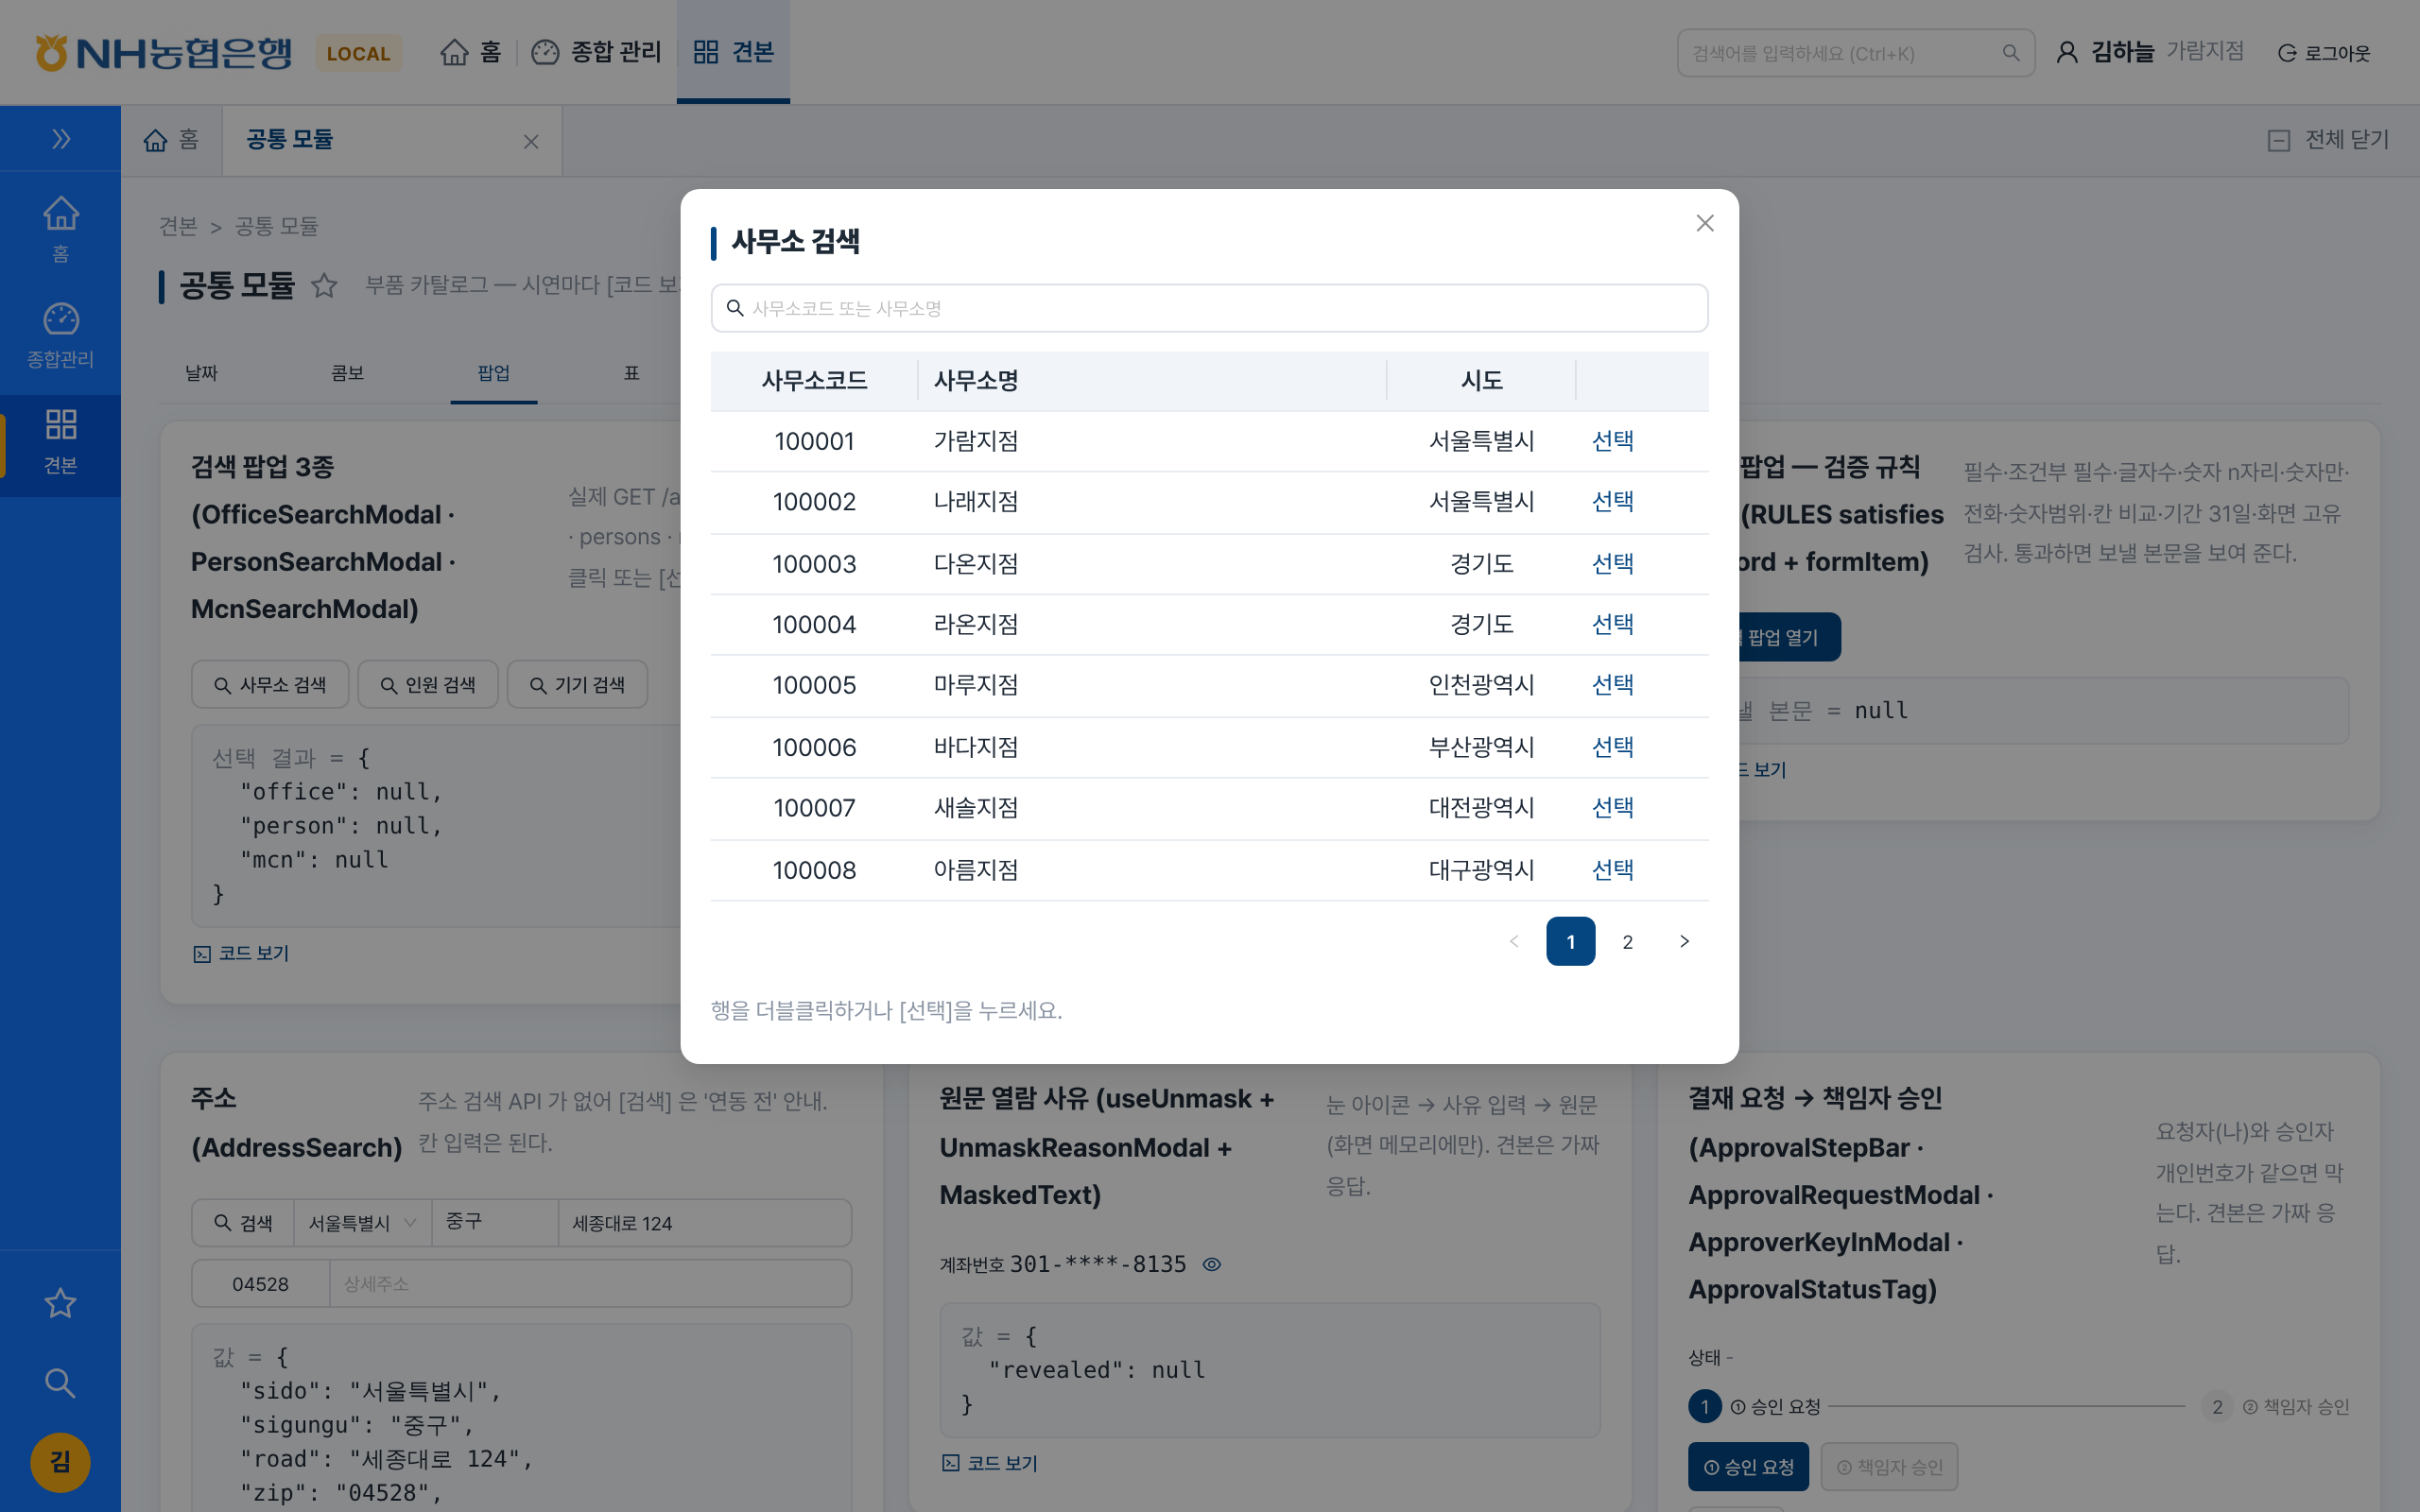 NH농협은행 LOCAL 홈 종합 관리 견본 검색어를 입력하세요 (Ctrl+K) 김하늘 가람지점 로그아웃
홈 공통 모듈 전체 닫기
홈
종합관리
견본
김
견본 > 공통 모듈
공통 모듈 부품 카탈로그 — 시연마다 [코드
날짜 콤보 팝업 표
검색 팝업 3종
(OfficeSearchModal ·
PersonSearchModal ·
McnSearchModal)
실제 GET
· persons ·
클릭 또는
사무소 검색 인원 검색 기기 검색
선택 결과 = {
"office": null,
"person": null,
"mcn": null
}
코드 보기
사무소 검색
사무소코드 또는 사무소명
사무소코드 사무소명 시도
100001 가람지점 서울특별시 선택
100002 나래지점 서울특별시 선택
100003 다온지점 경기도 선택
100004 라온지점 경기도 선택
100005 마루지점 인천광역시 선택
100006 바다지점 부산광역시 선택
100007 새솔지점 대전광역시 선택
100008 아름지점 대구광역시 선택
< 1 2 >
행을 더블클릭하거나 [선택]을 누르세요.
팝업 — 검증 규칙
(RULES satisfies
+ formItem)
필수·조건부 필수·글자수·숫자 n자리·숫자만·
전화·숫자범위·칸 비교·기간 31일·화면 고유
검사. 통과하면 보낼 본문을 보여 준다.
팝업 열기
본문 = null
보기
주소
(AddressSearch)
주소 검색 API 가 없어 [검색] 은 '연동 전' 안내.
칸 입력은 된다.
검색 서울특별시 중구 세종대로 124
04528 상세주소
값 = {
"sido": "서울특별시",
"sigungu": "중구",
"road": "세종대로 124",
"zip": "04528",
원문 열람 사유 (useUnmask +
UnmaskReasonModal +
MaskedText)
눈 아이콘 → 사유 입력 → 원문
(화면 메모리에만). 견본은 가짜
응답.
계좌번호 301-****-8135
값 = {
"revealed": null
}
코드 보기
결재 요청 → 책임자 승인
(ApprovalStepBar ·
ApprovalRequestModal ·
ApproverKeyInModal ·
ApprovalStatusTag)
요청자(나)와 승인자
개인번호가 같으면 막
는다. 견본은 가짜 응
답.
상태 -
1 ① 승인 요청 2 ② 책임자 승인
① 승인 요청 ② 책임자 승인